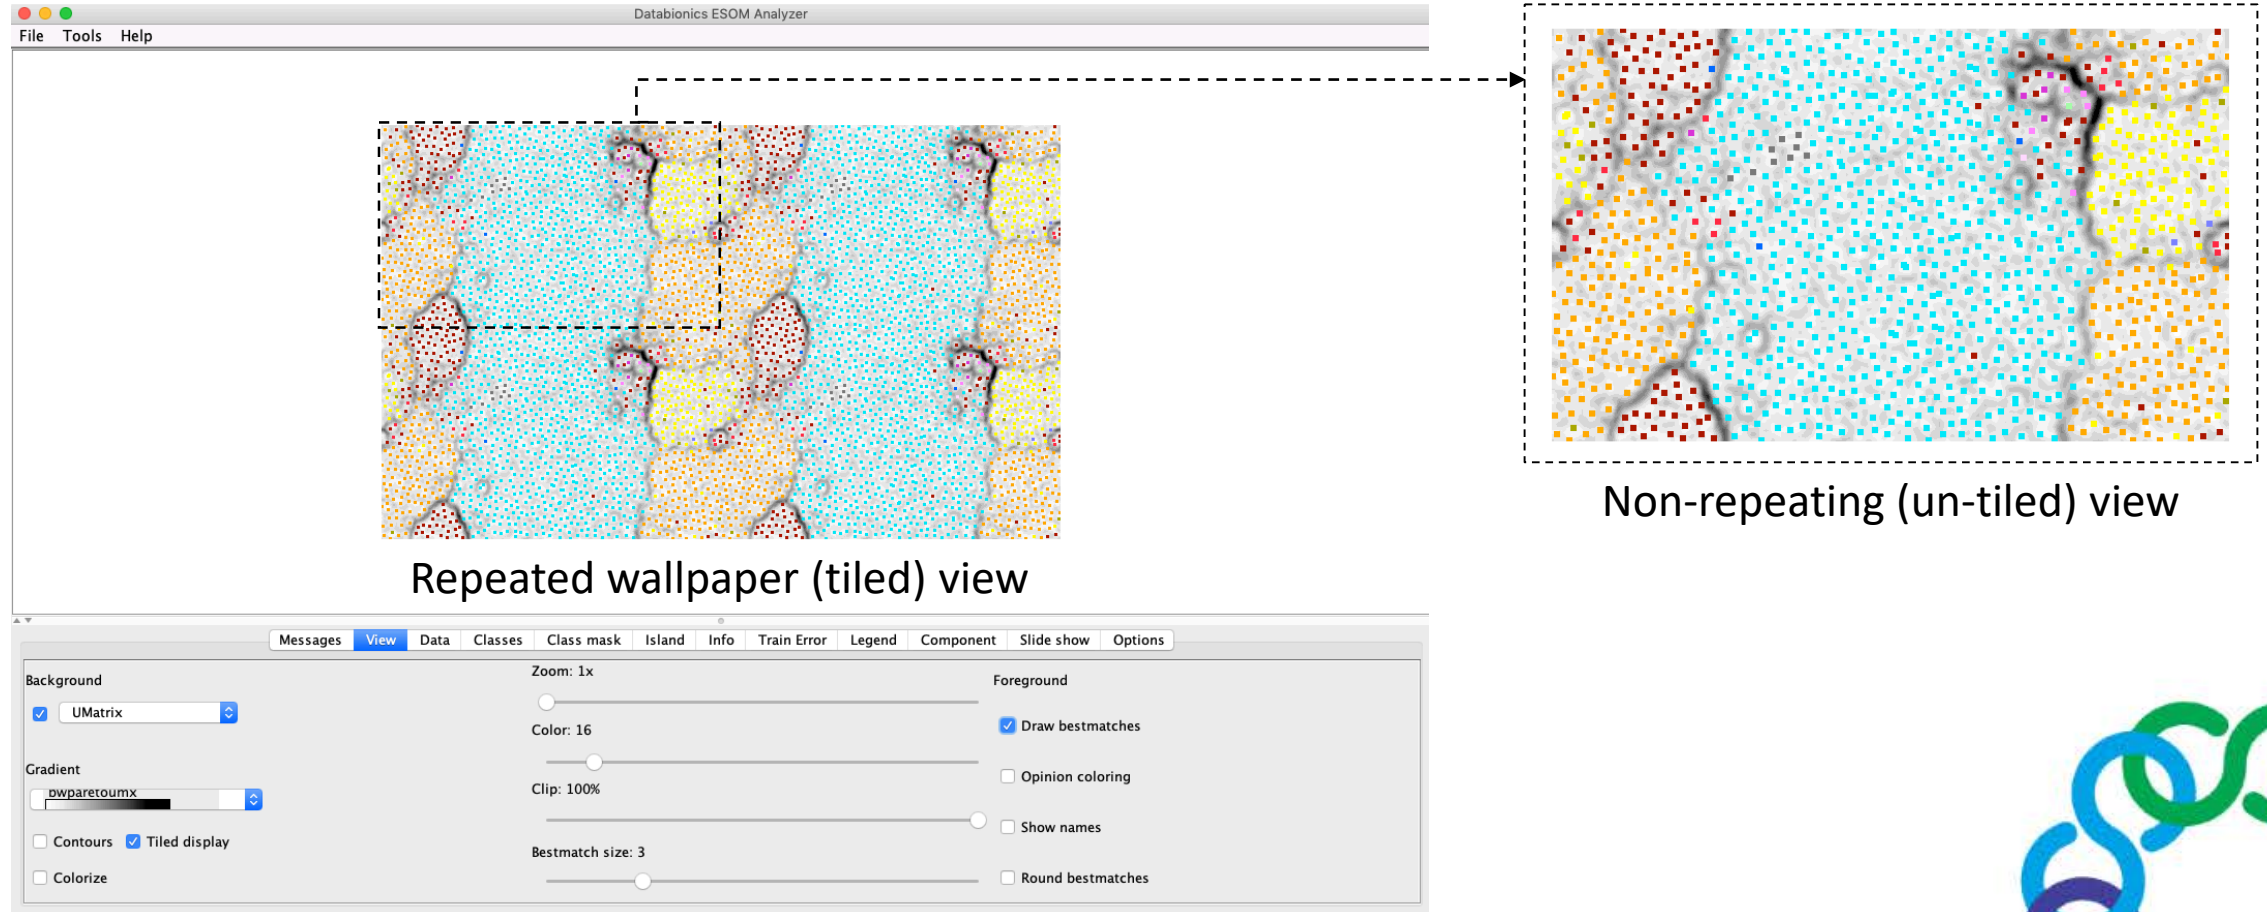 Databionics ESOM Analyzer
File Tools Help
Repeated wallpaper (tiled) view
Non-repeating (un-tiled) view
Messages View Data Classes Class mask Island Info Train Error Legend Component Slide show Options
Background
UMatrix
Gradient
bwparetoumx
Contours Tiled display
Colorize
Zoom: 1x
Color: 16
Clip: 100%
Bestmatch size: 3
Foreground
Draw bestmatches
Opinion coloring
Show names
Round bestmatches